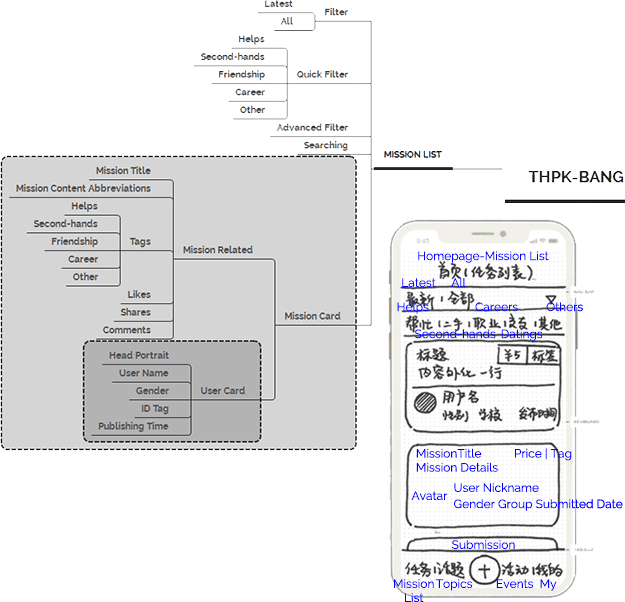 Latest
Filter
All
Helps
Second-hands
Friendship
Quick Filter
Career
Other
Advanced Filter
Searching
MISSION LIST
THPK-BANG
Mission Title
Mission Content Abbreviations
Helps
Second-hands
Friendship
Tags
Career
Other
Mission Related
Likes
Shares
Comments
Mission Card
Head Portrait
User Name
Gender
User Card
ID Tag
Publishing Time
9:41
Homepage-Mission List
首页(任务列表)
Latest All
最新 全部
Helps Careers Others
帮忙 二手 职业 交友 其他
Second-hands Datings
标题 ¥5 标签
内容外化一行
用户名
性别 学校 发布时间
MissionTitle Price | Tag
Mission Details
Avatar
User Nickname
Gender Group Submitted Date
Submission
任务 话题 + 活动 我的
Mission List Topics Events My